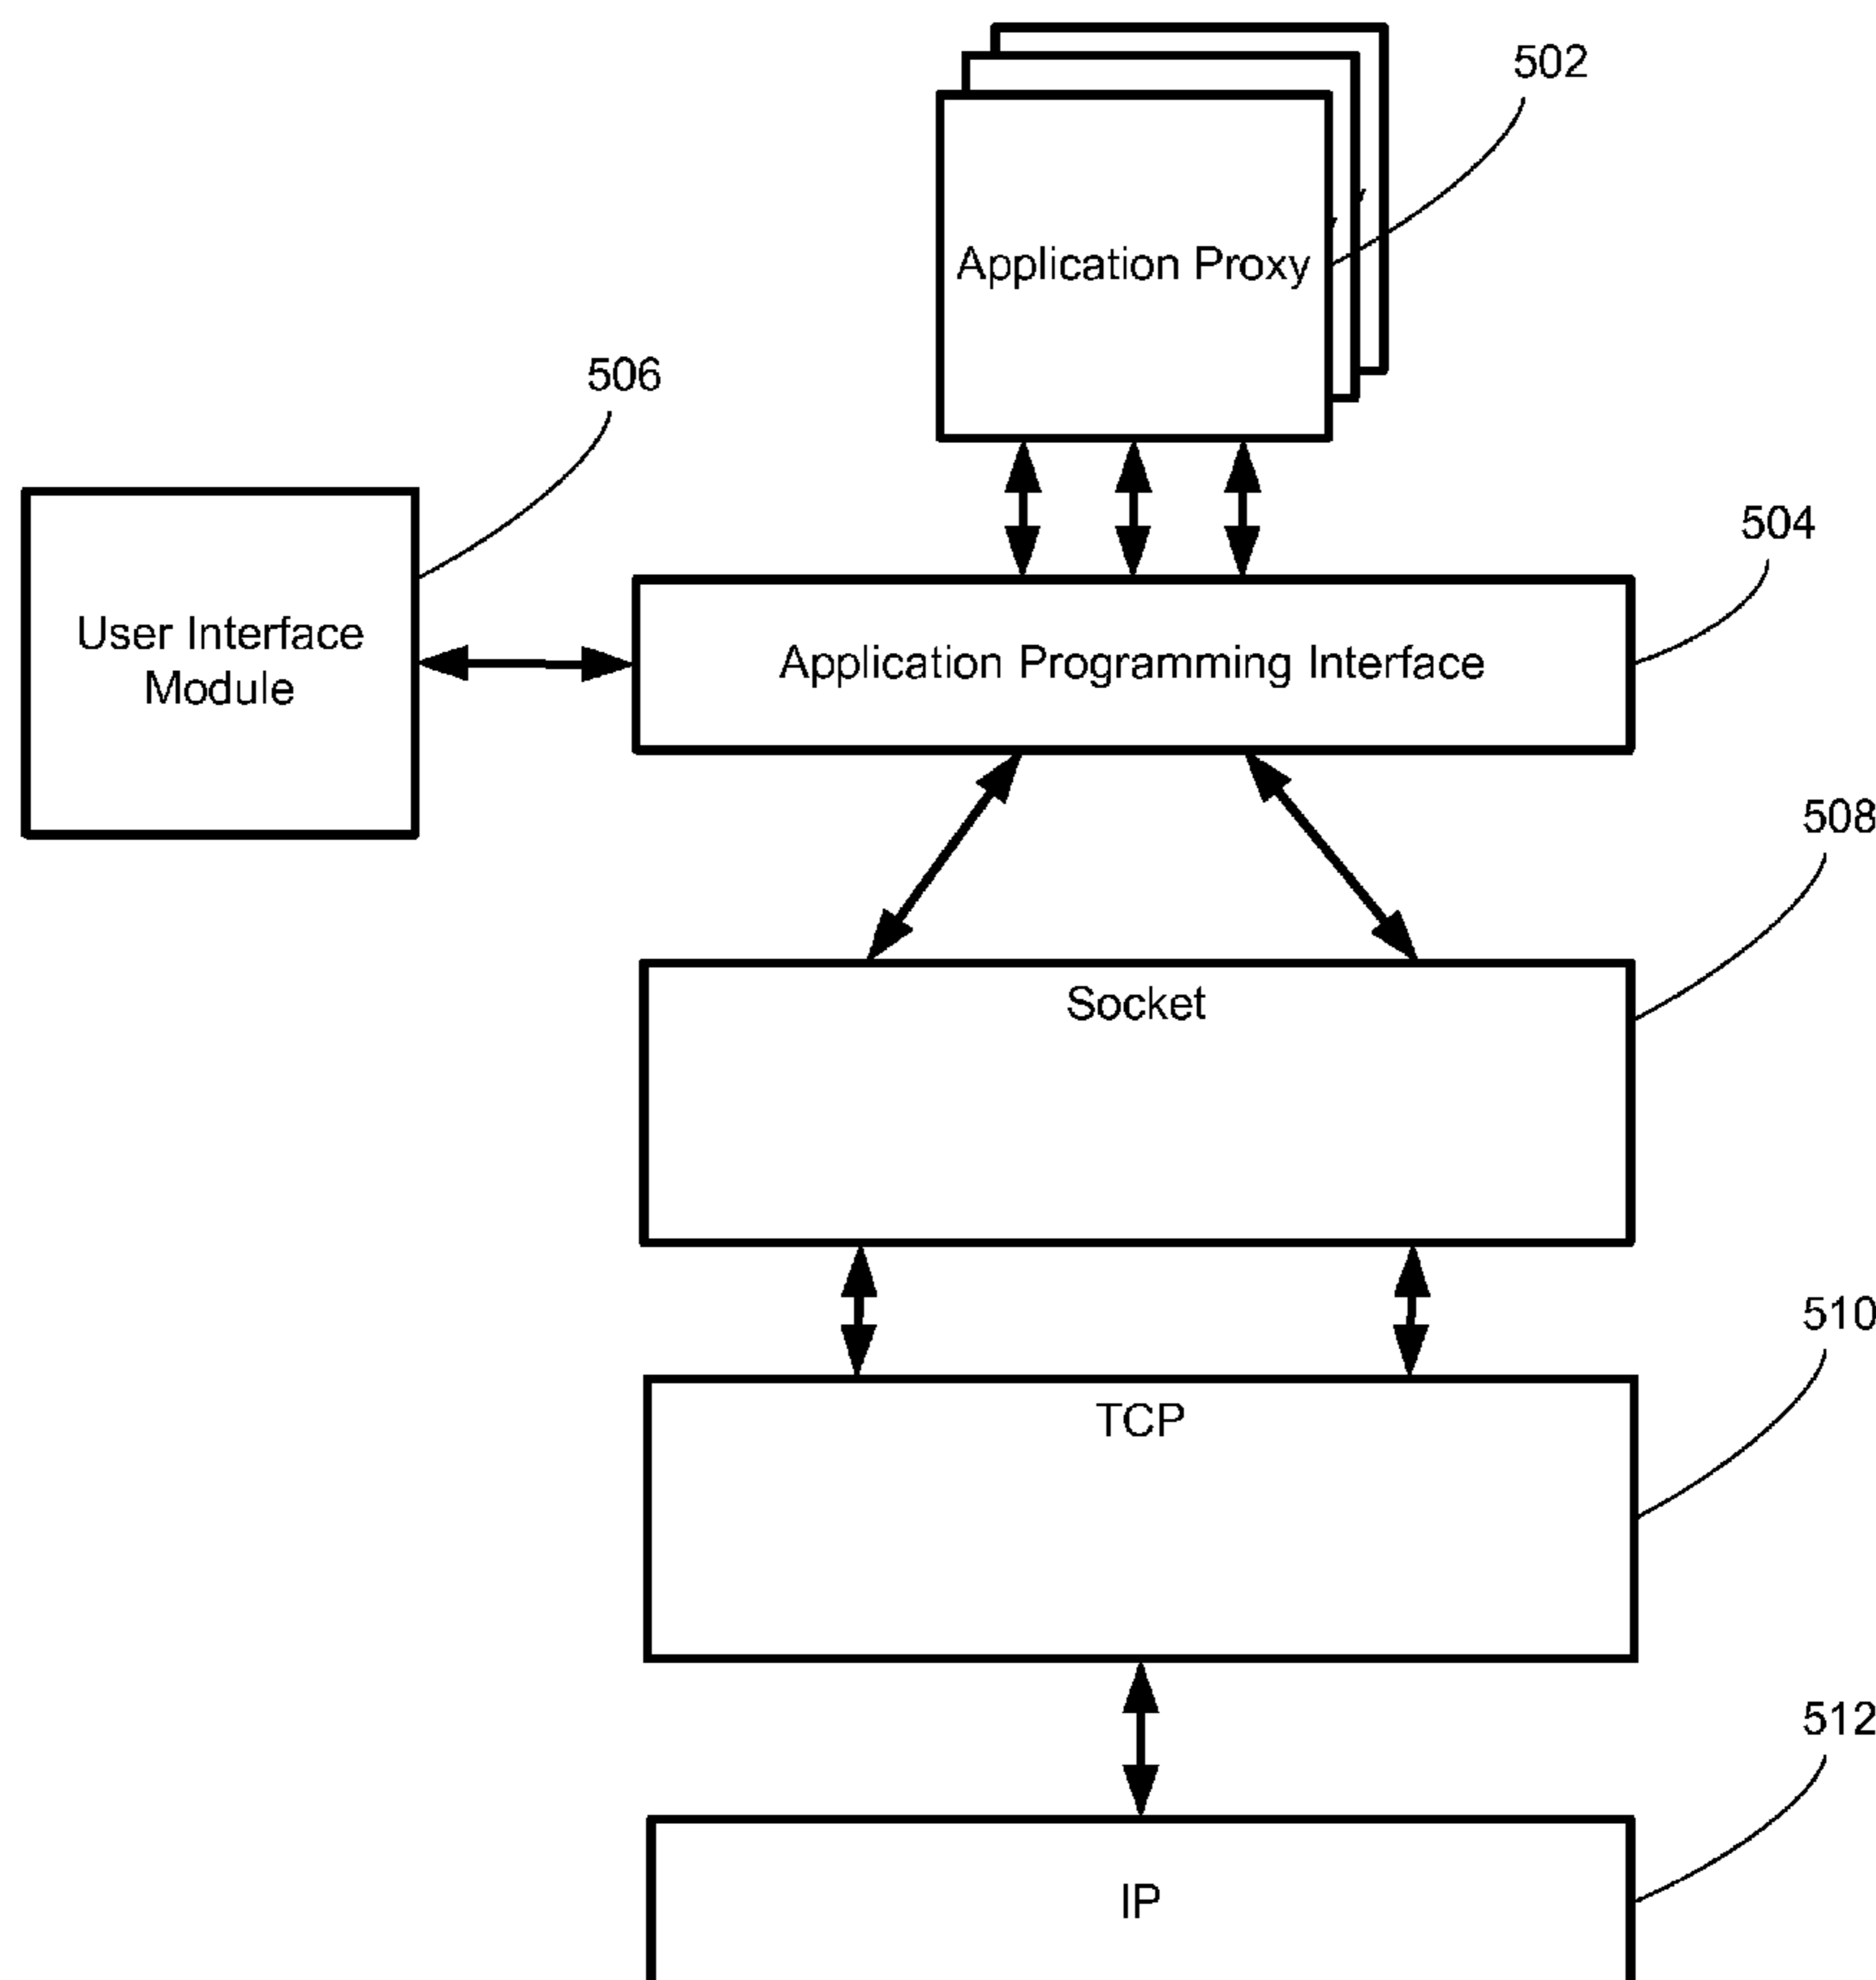 502
Application Proxy
506
504
User Interface
Module
Application Programming Interface
508
Socket
510
TCP
512
IP